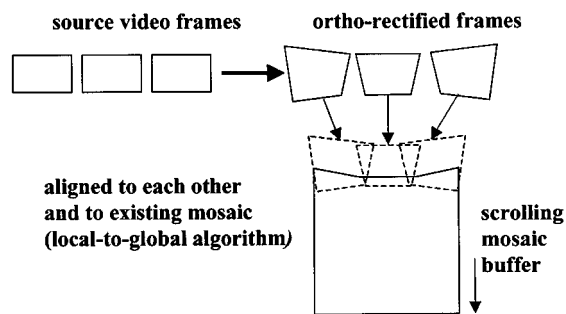 source video frames
ortho-rectified frames
aligned to each other
and to existing mosaic
(local-to-global algorithm)
scrolling
mosaic
buffer